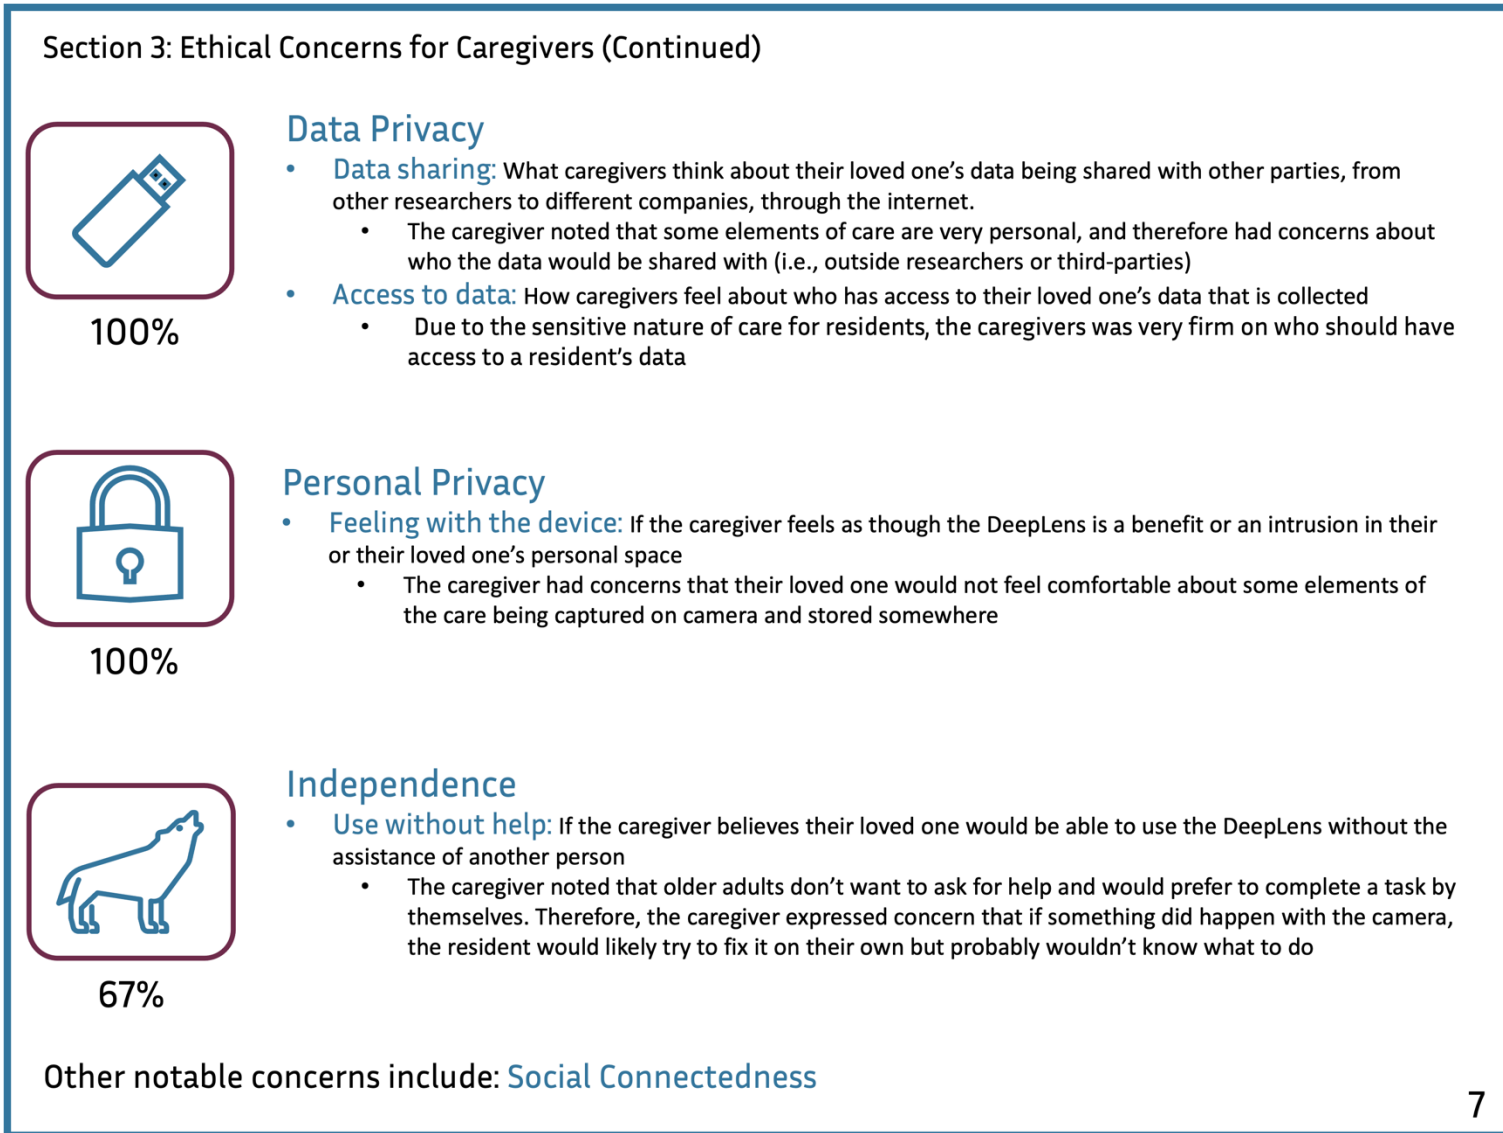 Section 3: Ethical Concerns for Caregivers (Continued)
Data Privacy
• Data sharing: What caregivers think about their loved one's data being shared with other parties, from
other researchers to different companies, through the internet.
• The caregiver noted that some elements of care are very personal, and therefore had concerns about
who the data would be shared with (i.e., outside researchers or third-parties)
• Access to data: How caregivers feel about who has access to their loved one's data that is collected
• Due to the sensitive nature of care for residents, the caregivers was very firm on who should have
access to a resident's data
100%
Personal Privacy
• Feeling with the device: If the caregiver feels as though the DeepLens is a benefit or an intrusion in their
or their loved one's personal space
• The caregiver had concerns that their loved one would not feel comfortable about some elements of
the care being captured on camera and stored somewhere
100%
Independence
• Use without help: If the caregiver believes their loved one would be able to use the DeepLens without the
assistance of another person
• The caregiver noted that older adults don't want to ask for help and would prefer to complete a task by
themselves. Therefore, the caregiver expressed concern that if something did happen with the camera,
the resident would likely try to fix it on their own but probably wouldn't know what to do
67%
Other notable concerns include: Social Connectedness
7